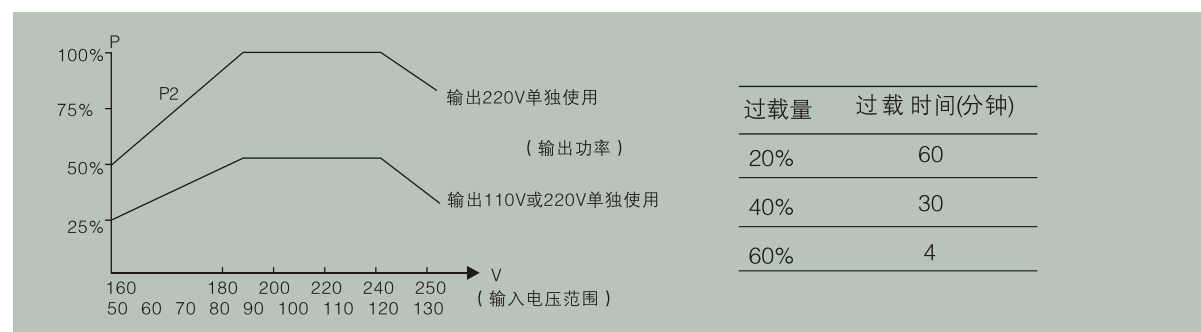 P
100%
P2
75%
输出220V单独使用
(输出功率)
50%
输出110V或220V单独使用
25%
V
160 180 200 220 240 250
(输入电压范围)
50 60 70 80 90 100 110 120 130
过载量 过载时间(分钟)
20% 60
40% 30
60% 4